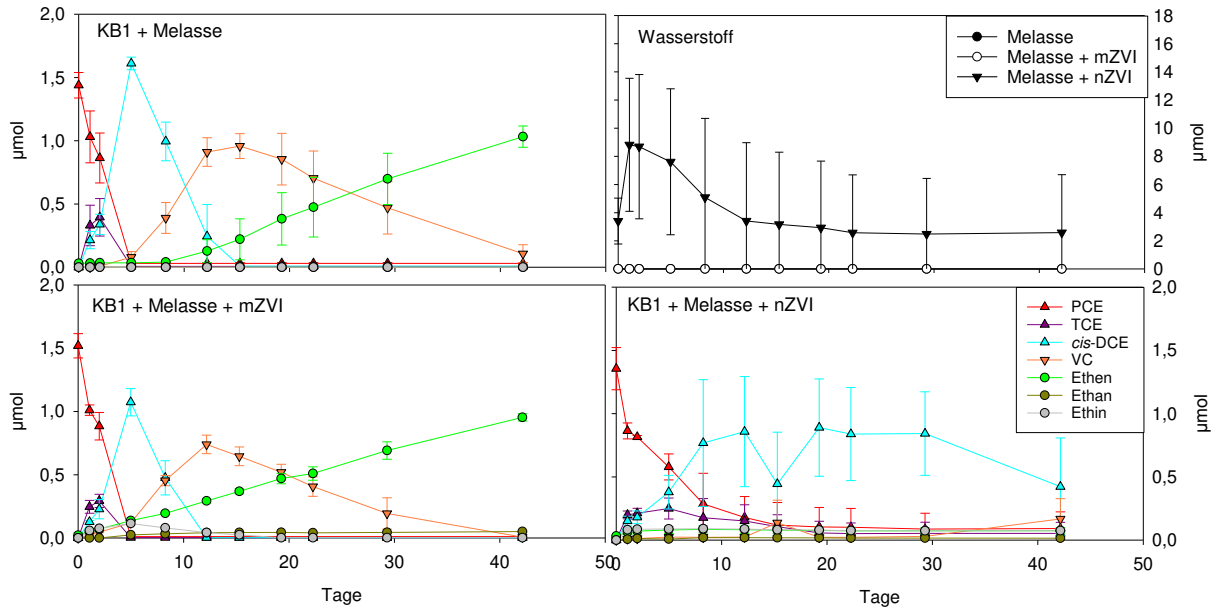 KB1 + Melasse
2,0
1,5
1,0
0,5
0,0
µmol
Wasserstoff
Melasse
Melasse + mZVI
Melasse + nZVI
18
16
14
12
10
8
6
4
2
0
µmol
KB1 + Melasse + mZVI
2,0
1,5
1,0
0,5
0,0
µmol
0 10 20 30 40 50
Tage
KB1 + Melasse + nZVI
PCE
TCE
cis-DCE
VC
Ethen
Ethan
Ethin
2,0
1,5
1,0
0,5
0,0
µmol
10 20 30 40 50
Tage